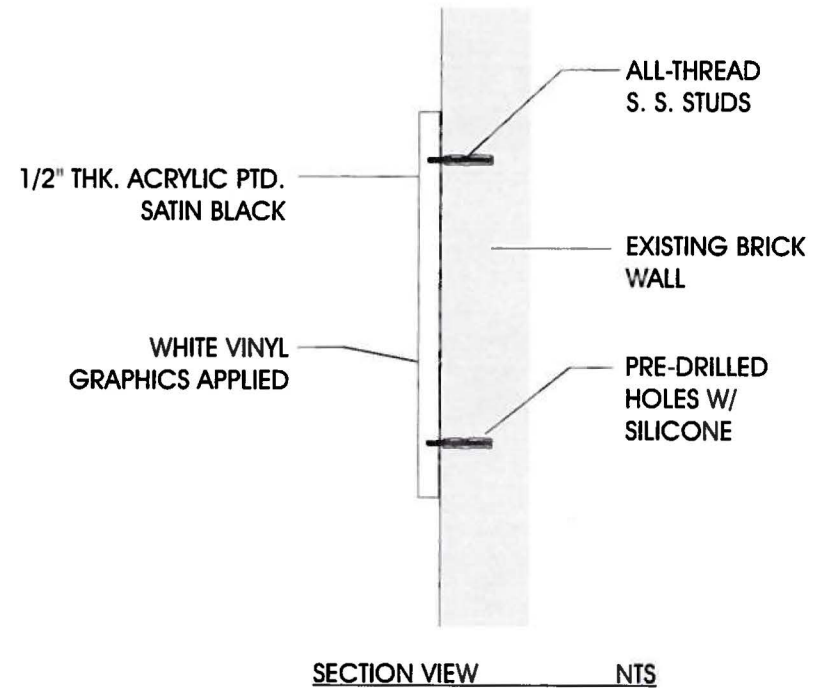 ALL-THREAD
S. S. STUDS
1/2" THK. ACRYLIC PTD.
SATIN BLACK
EXISTING BRICK
WALL
WHITE VINYL
GRAPHICS APPLIED
PRE-DRILLED
HOLES W/
SILICONE
SECTION VIEW NTS